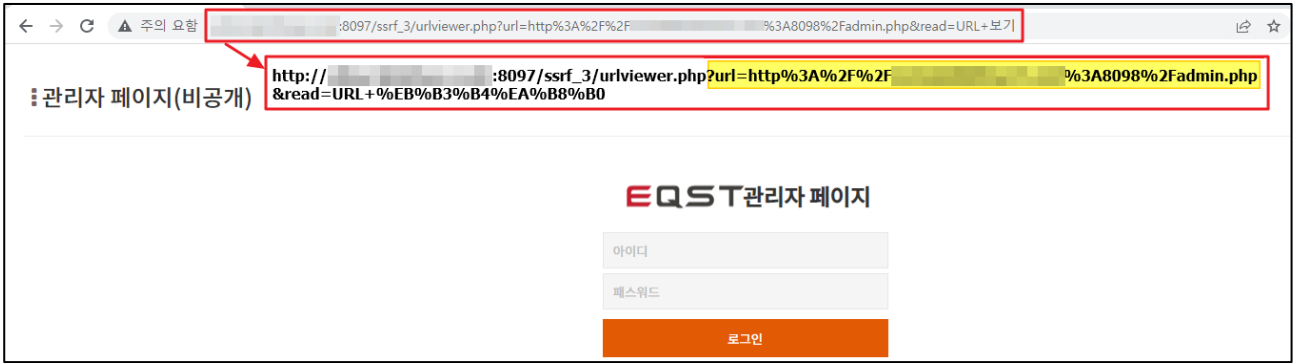 주의 요함 :8097/ssrf_3/urlviewer.php?url=http%3A%2F%2F %3A8098%2Fadmin.php&read=URL+보기
http:// :8097/ssrf_3/urlviewer.php?url=http%3A%2F%2F %3A8098%2Fadmin.php
&read=URL+%EB%B3%B4%EA%B8%B0
관리자 페이지(비공개)
EQST관리자 페이지
아이디
패스워드
로그인